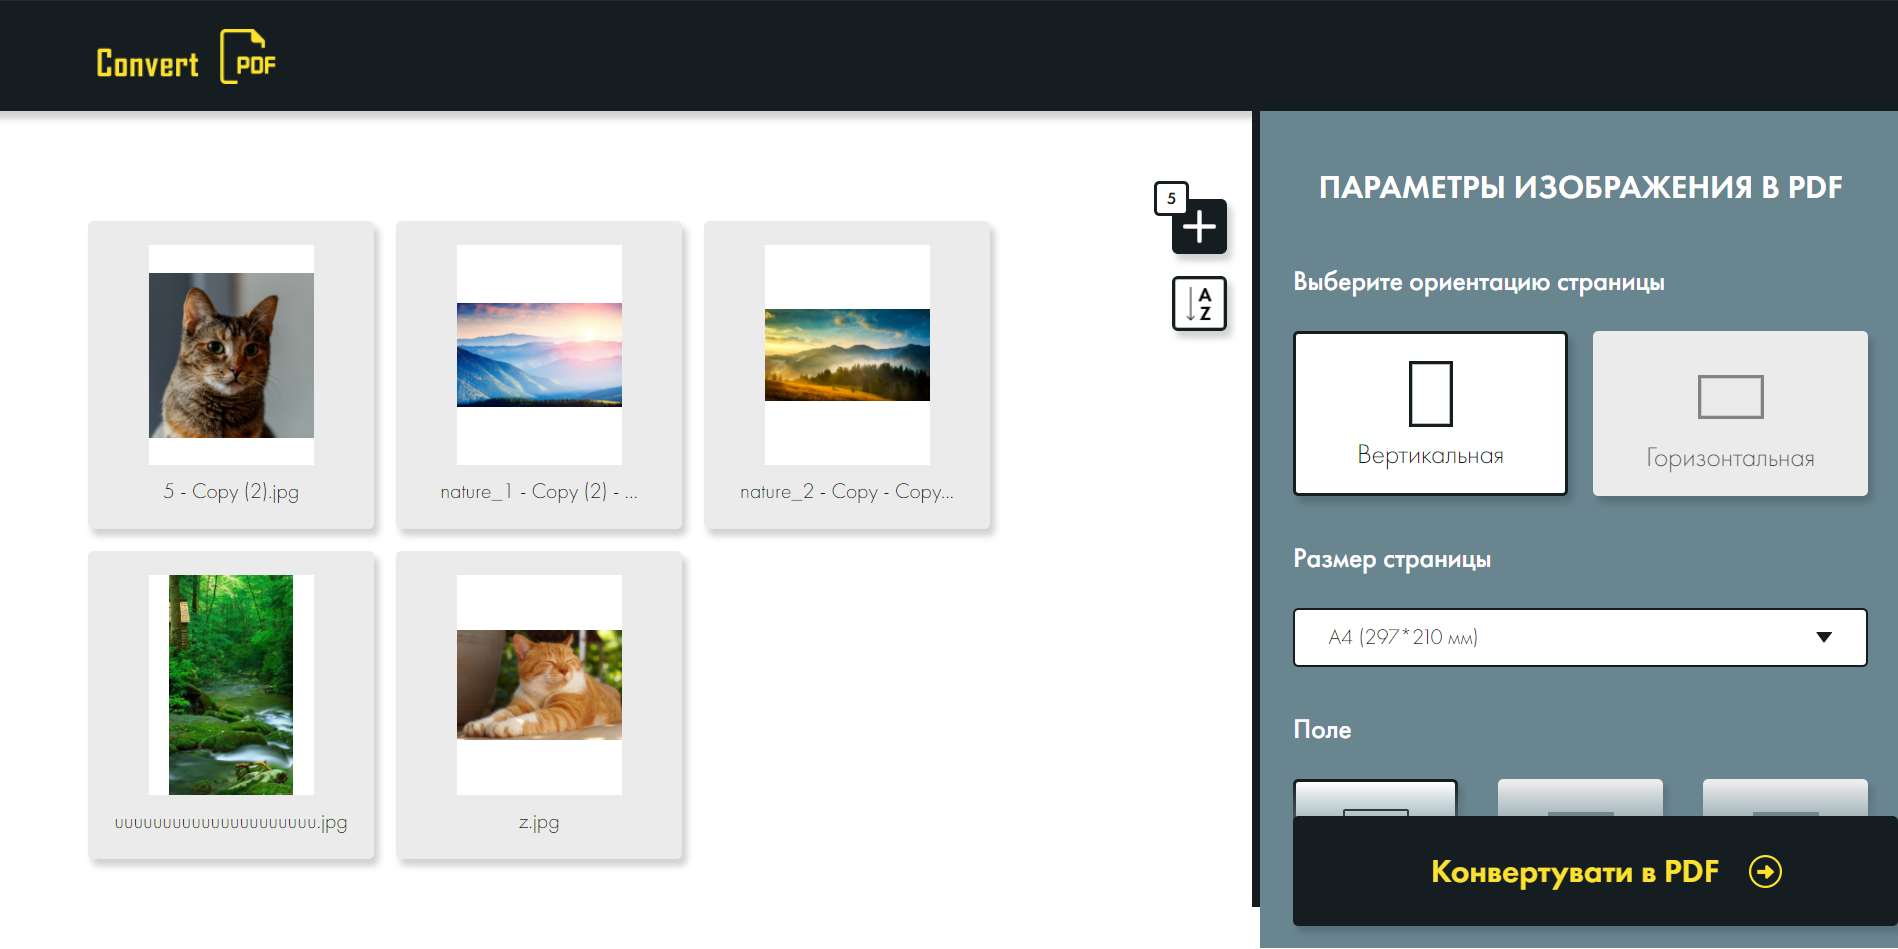 Convert PDF
5
A
Z
5 - Copy (2).jpg
nature_1 - Copy (2) - ...
nature_2 - Copy - Copy...
uuuuuuuuuuuuuuuuuuuuu.jpg
z.jpg
ПАРАМЕТРЫ ИЗОБРАЖЕНИЯ В PDF
Выберите ориентацию страницы
Вертикальная
Горизонтальная
Размер страницы
A4 (297*210 мм)
Поле
Конвертувати в PDF